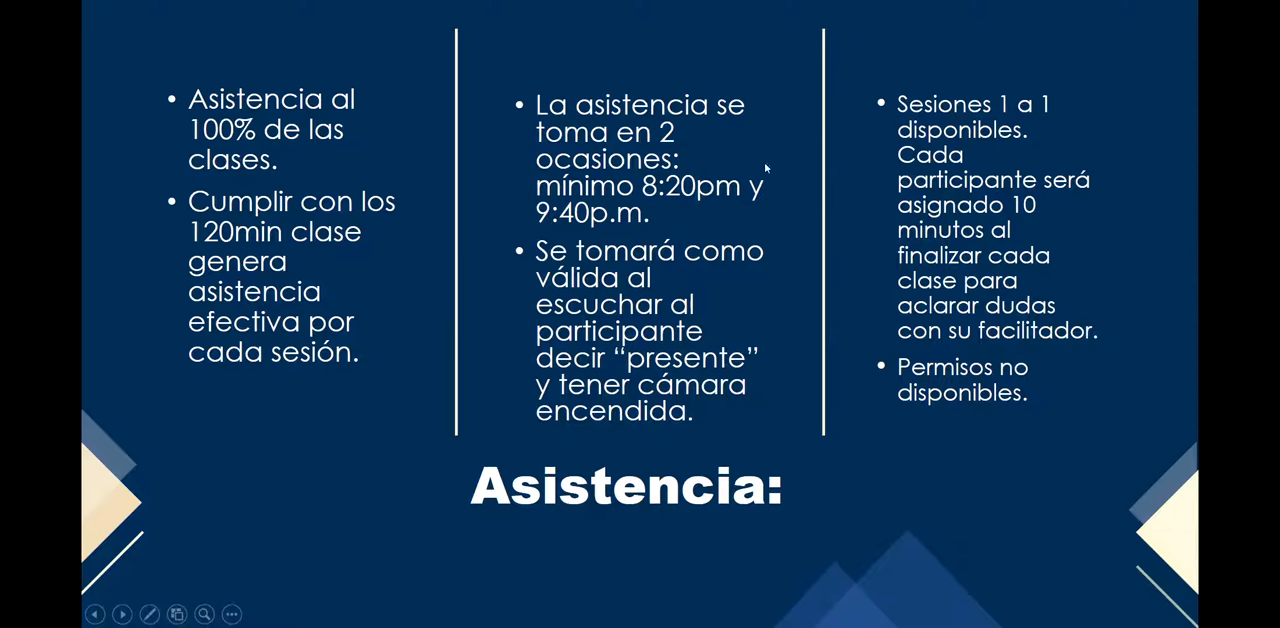 • Asistencia al
100% de las
clases.
• Cumplir con los
120min clase
genera
asistencia
efectiva por
cada sesión.
• La asistencia se
toma en 2
ocasiones:
mínimo 8:20pm y
9:40p.m.
• Se tomará como
válida al
escuchar al
participante
decir “presente”
y tener cámara
encendida.
• Sesiones 1 a 1
disponibles.
Cada
participante será
asignado 10
minutos al
finalizar cada
clase para
aclarar dudas
con su facilitador.
• Permisos no
disponibles.
Asistencia: